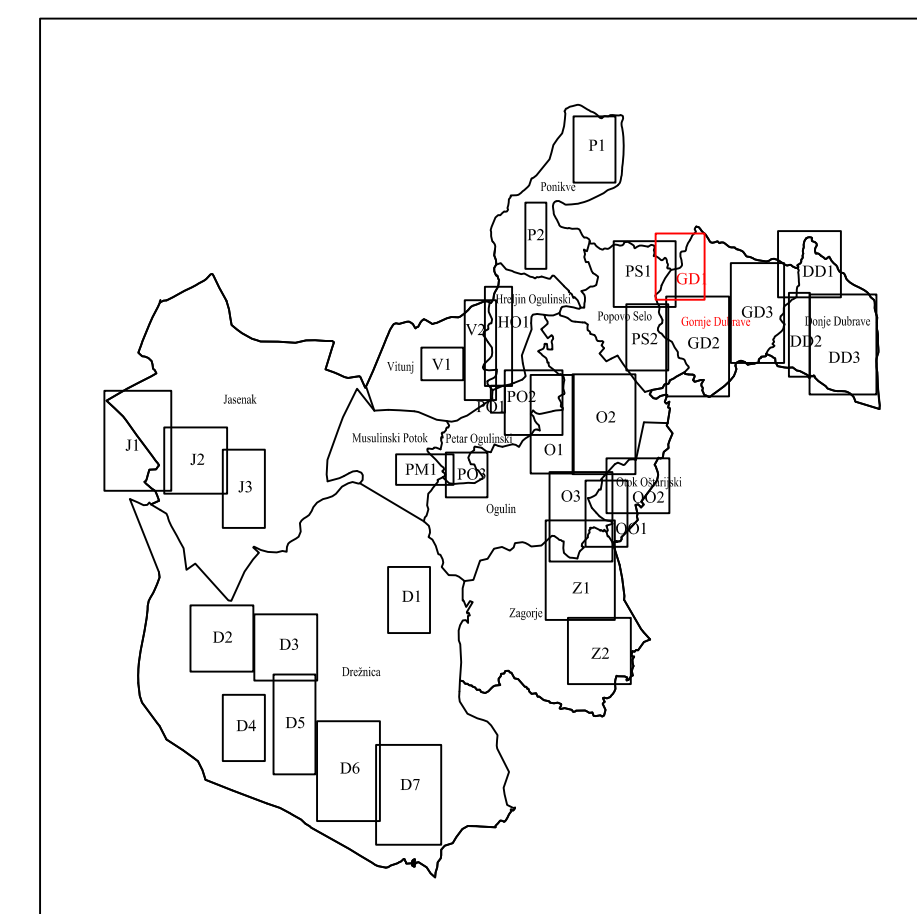 P1
Ponikve
P2
PS1
GD1
DD1
Hreljin Ogulinski
HO1
V2
Popovo Selo
Gornje Dubrave
GD3
Donje Dubrave
PS2
GD2
DD2
DD3
Vitunj
V1
Jasenak
PO1
PO2
O2
J1
J2
J3
Musulinski Potok
Petar Ogulinski
O1
PM1
PO3
Otok Oštarijski
O3
OO2
Ogulin
OO1
D1
Z1
Zagorje
D2
D3
Z2
Drežnica
D4
D5
D6
D7